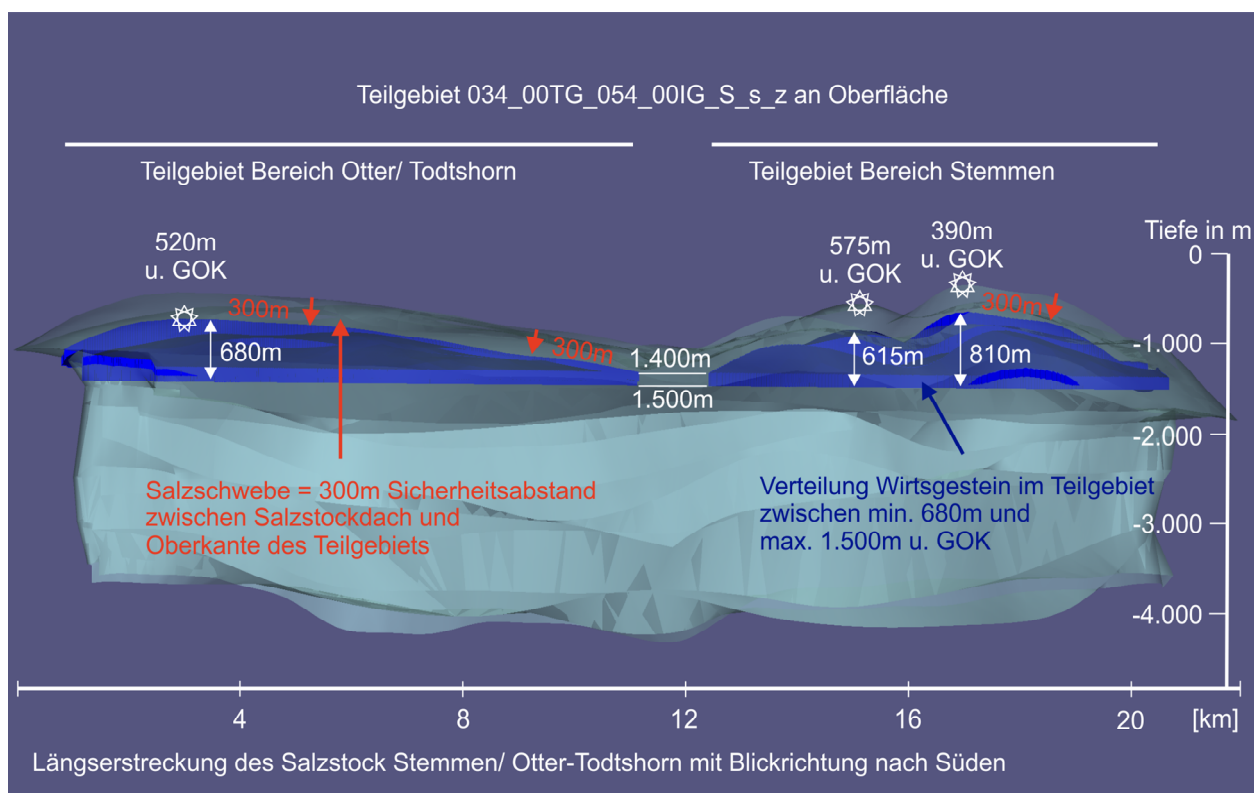 Teilgebiet 034_00TG_054_00IG_S_s_z an Oberfläche
Teilgebiet Bereich Otter/ Todtshorn
Teilgebiet Bereich Stemmen
520m
u. GOK
575m
u. GOK
390m
u. GOK
Tiefe in m
0
300m
300m
300m
680m
1.400m
1.500m
615m
810m
-1.000
-2.000
-3.000
-4.000
Salzschwebe = 300m Sicherheitsabstand
zwischen Salzstockdach und
Oberkante des Teilgebiets
Verteilung Wirtsgestein im Teilgebiet
zwischen min. 680m und
max. 1.500m u. GOK
4 8 12 16 20 [km]
Längserstreckung des Salzstock Stemmen/ Otter-Todtshorn mit Blickrichtung nach Süden